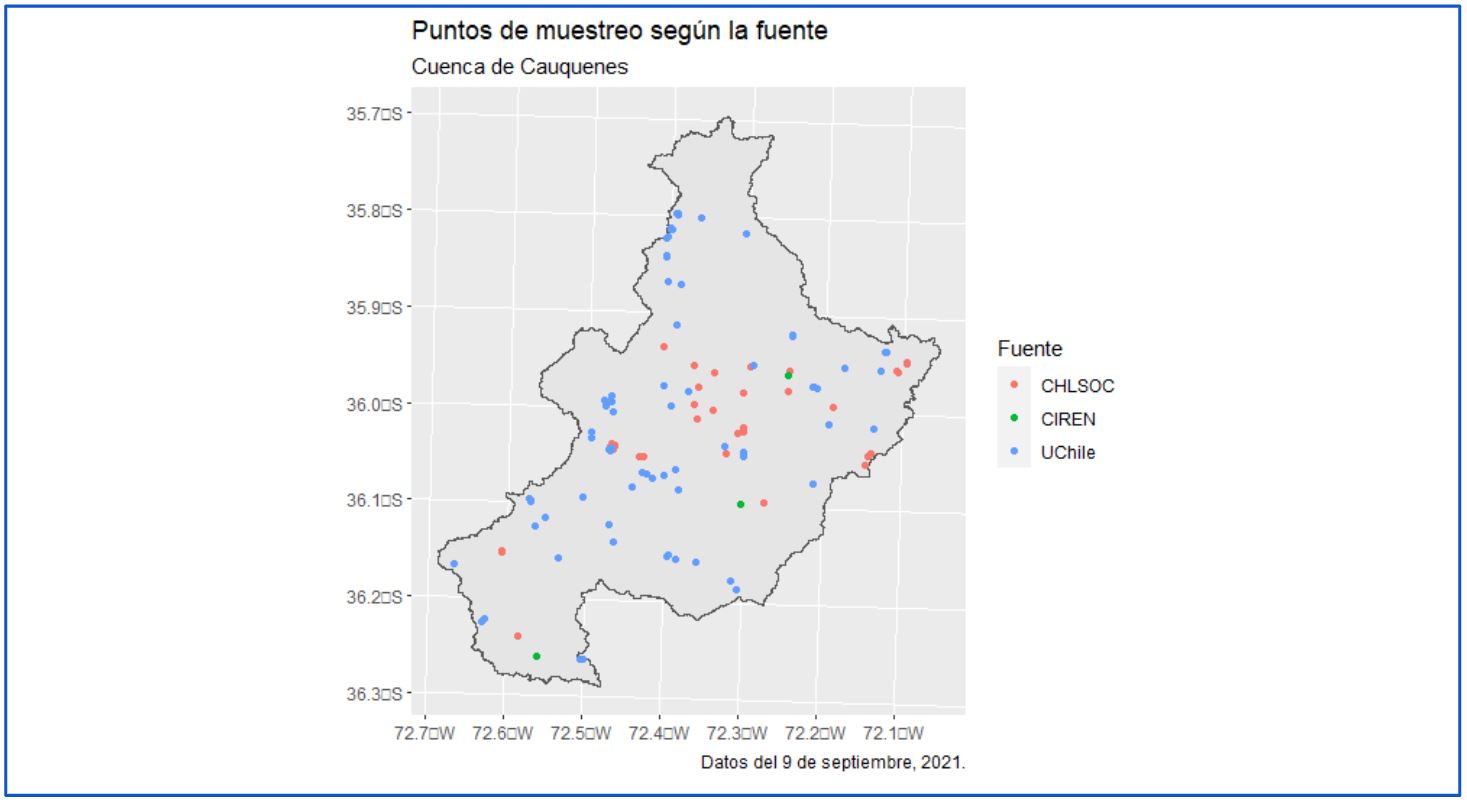 Puntos de muestreo según la fuente
Cuenca de Cauquenes
35.7□S
35.8□S
35.9□S
36.0□S
36.1□S
36.2□S
36.3□S
72.7□W 72.6□W 72.5□W 72.4□W 72.3□W 72.2□W 72.1□W
Datos del 9 de septiembre, 2021.
Fuente
CHLSOC
CIREN
UChile